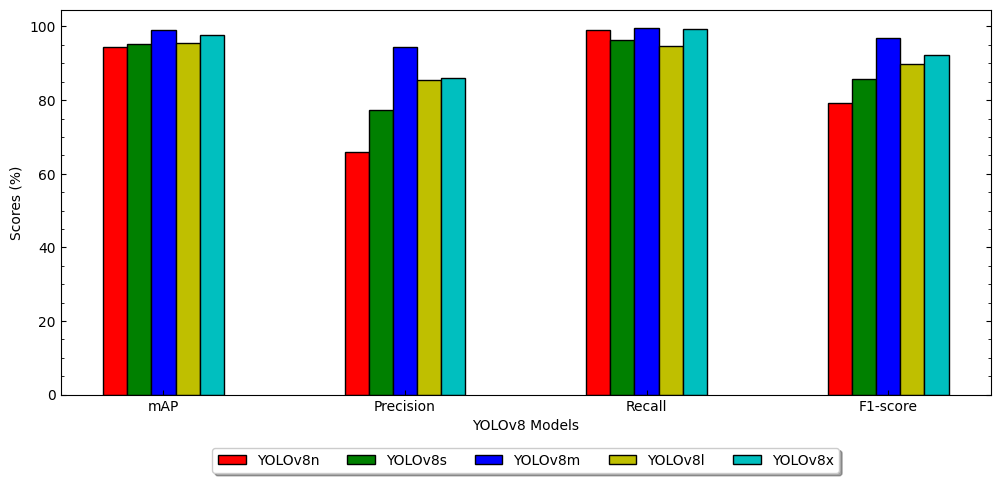 100
80
60
40
20
0
Scores (%)
mAP Precision Recall F1-score
YOLOv8 Models
YOLOv8n YOLOv8s YOLOv8m YOLOv8l YOLOv8x